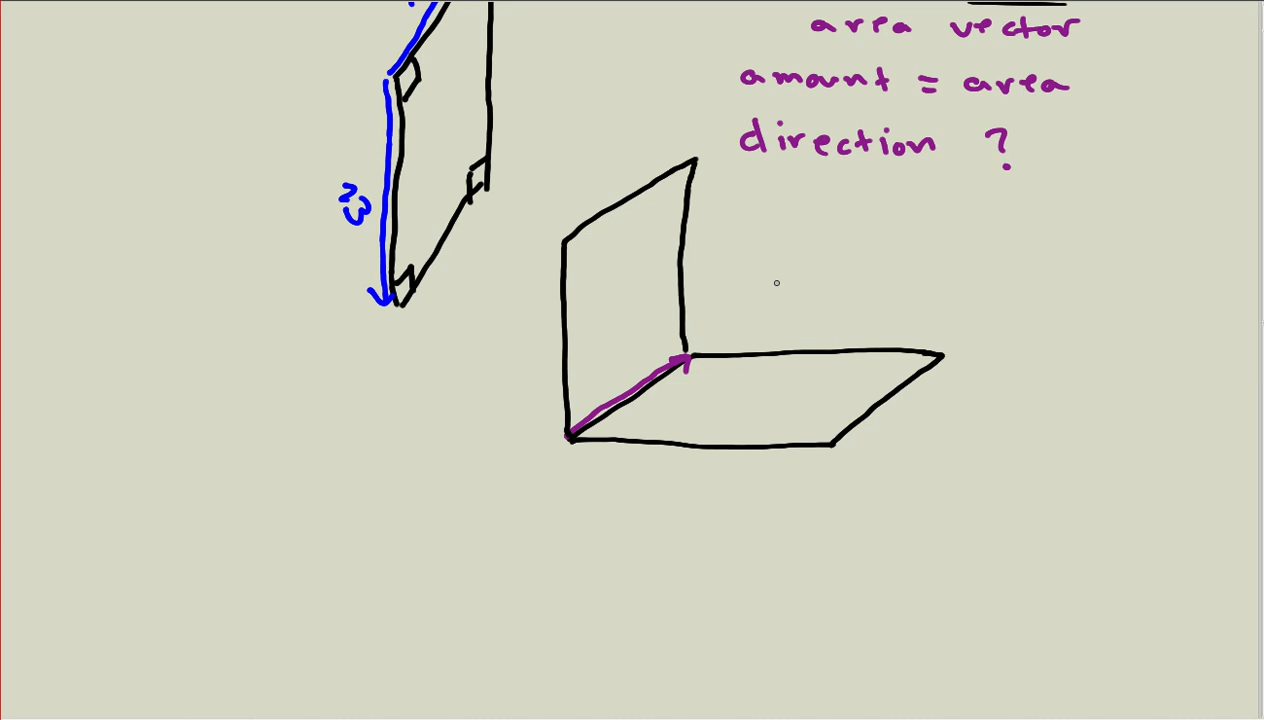 area vector
amount = area
direction ?